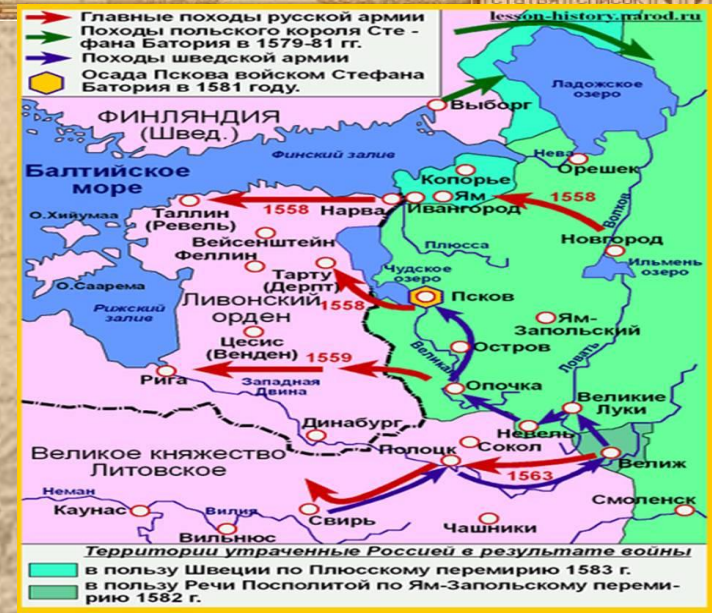 Главные походы русской армии
lesson-history.narod.ru
Походы польского короля Сте -
фана Батория в 1579-81 гг.
Походы шведской армии
Осада Пскова войском Стефана
Батория в 1581 году.
Ладожское
озеро
Выборг
ФИНЛЯНДИЯ
(Швед.)
Финский залив
Нева
Орешек
Балтийское
море
Копорье
Ям
1558
Волхов
О.Хийумаа
Таллин
(Ревель)
1558
Нарва
Ивангород
Новгород
Вейсенштейн
Плюсса
Феллин
Ильмень
озеро
Тарту
(Дерпт)
Чудское
озеро
О.Саарема
Псков
Рижский
залив
Ливонский
орден
1558
Ям-
Запольский
Цесис
(Венден)
1559
Остров
Великая
Ловать
Рига
Западная
Двина
Опочка
Великие
Луки
Динабург
Невель
Великое княжество
Литовское
Полоцк
Сокол
Велиж
1563
Неман
Каунас
Вилия
Свирь
Смоленск
Вильнюс
Чашники
Территории утраченные Россией в результате войны
в пользу Швеции по Плюсскому перемирию 1583 г.
в пользу Речи Посполитой по Ям-Запольскому переми-
рию 1582 г.